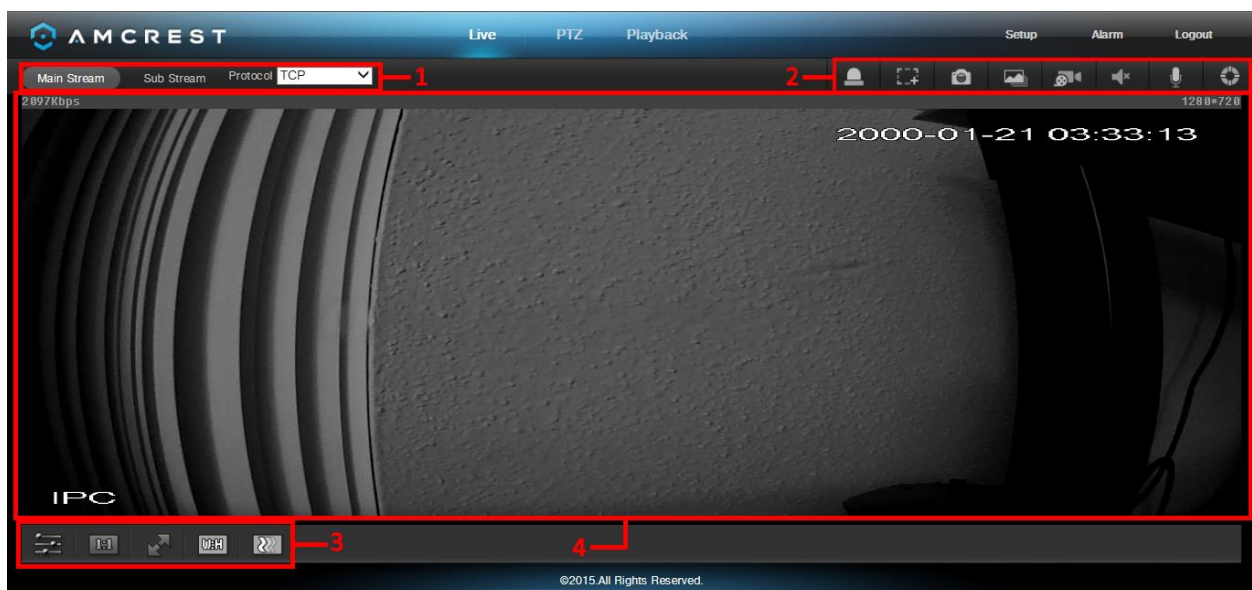 AMCREST Live PTZ Playback Setup Alarm Logout
Main Stream Sub Stream Protocol TCP 1 2
2097Kbps 1280*720
2000-01-21 03:33:13
IPC
1:1 W:H 3 4
©2015.All Rights Reserved.